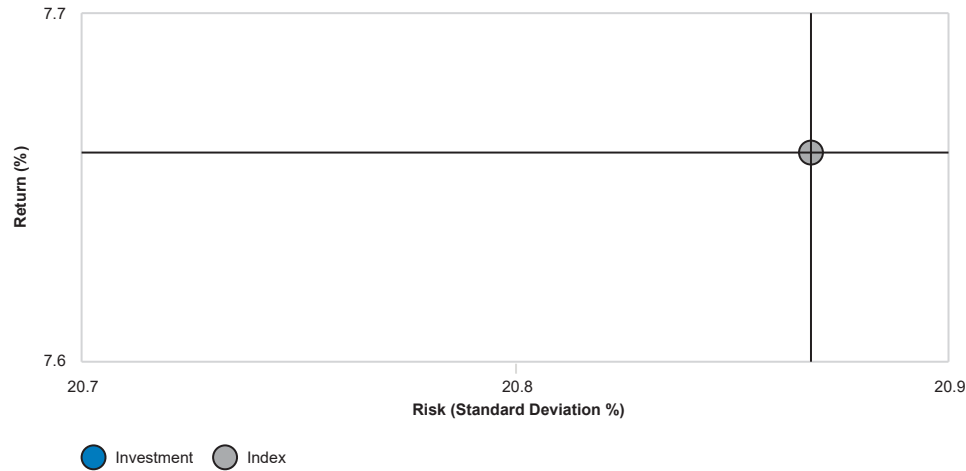 7.7
Return (%)
7.6
20.7
20.8
20.9
Risk (Standard Deviation %)
Investment
Index